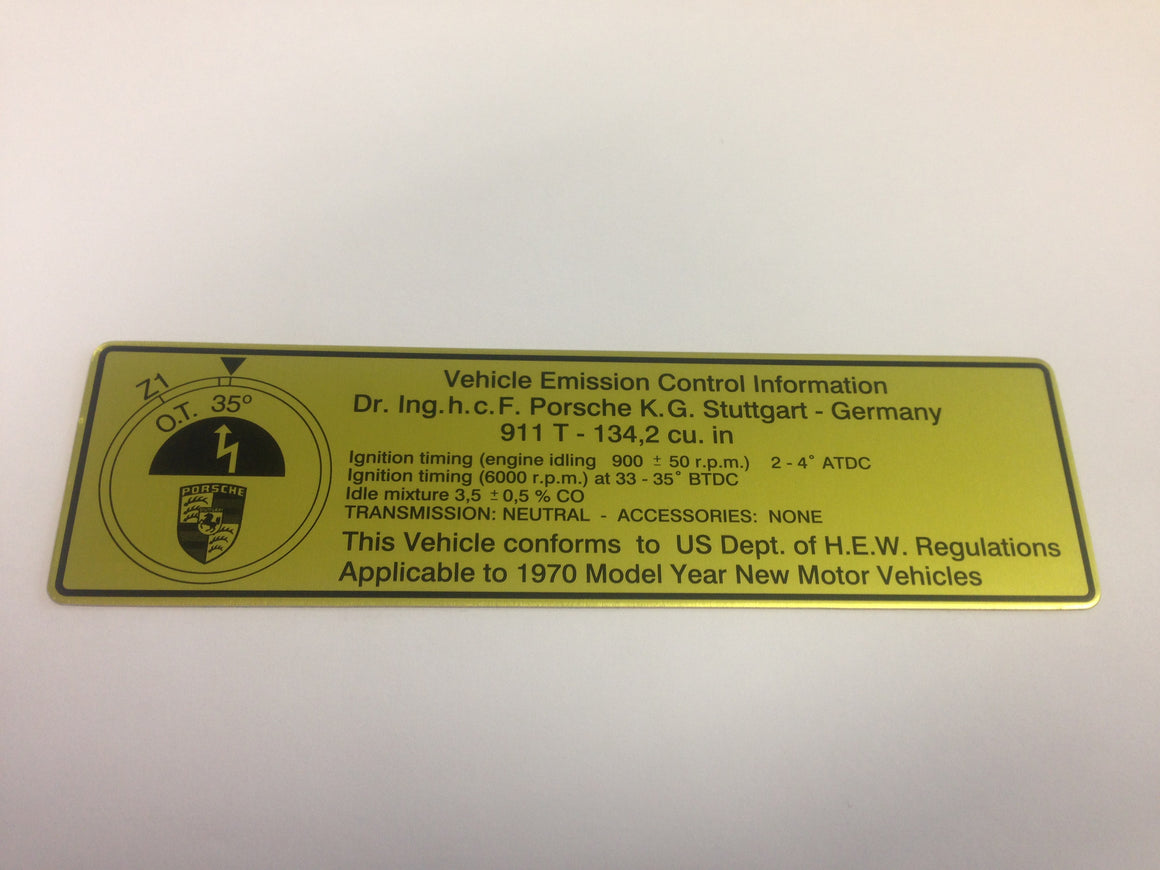 Z1
O.T. 35°
PORSCHE
Vehicle Emission Control Information
Dr. Ing.h.c.F. Porsche K.G. Stuttgart - Germany
911 T - 134,2 cu. in
Ignition timing (engine idling 900 ± 50 r.p.m.) 2 - 4° ATDC
Ignition timing (6000 r.p.m.) at 33 - 35° BTDC
Idle mixture 3,5 ± 0,5 % CO
TRANSMISSION: NEUTRAL - ACCESSORIES: NONE
This Vehicle conforms to US Dept. of H.E.W. Regulations
Applicable to 1970 Model Year New Motor Vehicles